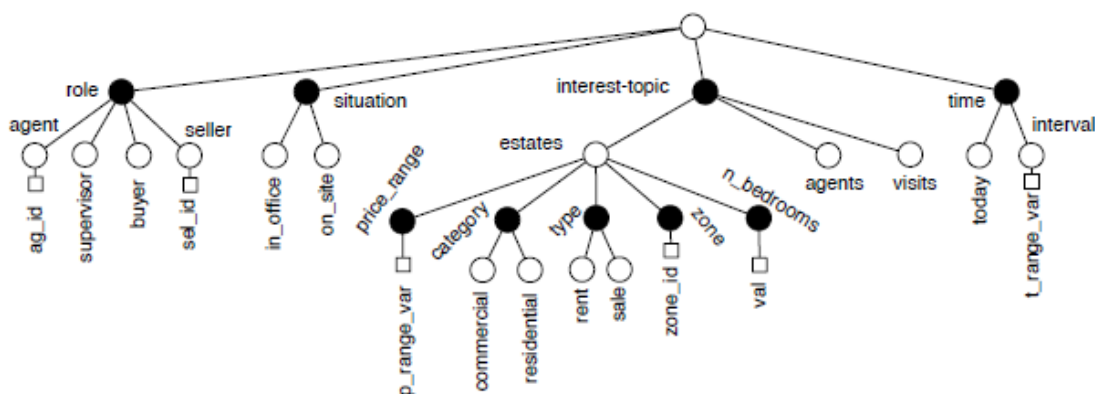 role
situation
interest-topic
time
agent
seller
estates
interval
agents
visits
ag_id
supervisor
buyer
sel_id
in_office
on_site
price_range
category
type
zone
n_bedrooms
today
t_range_var
p_range_var
commercial
residential
rent
sale
zone_id
val